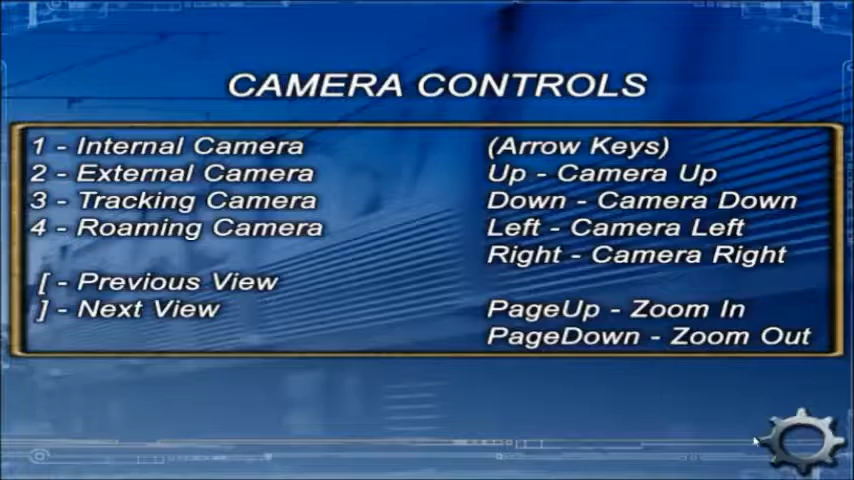 CAMERA CONTROLS
1 - Internal Camera
2 - External Camera
3 - Tracking Camera
4 - Roaming Camera
[ - Previous View
] - Next View
(Arrow Keys)
Up - Camera Up
Down - Camera Down
Left - Camera Left
Right - Camera Right
PageUp - Zoom In
PageDown - Zoom Out